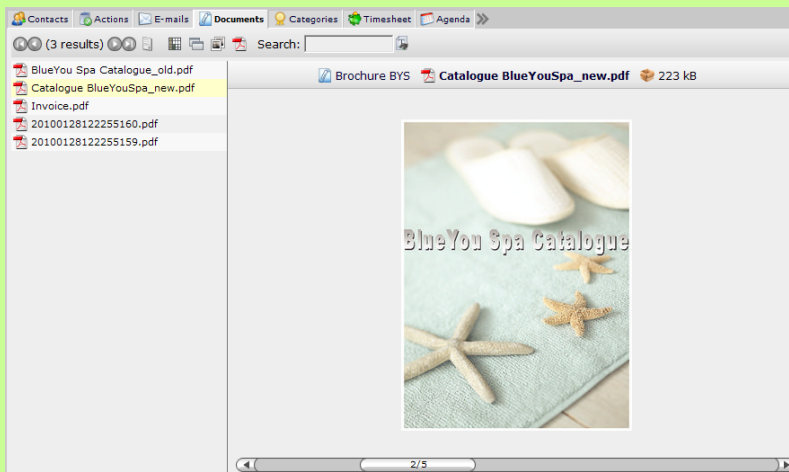 Contacts Actions E-mails Documents Categories Timesheet Agenda
(3 results) Search:
BlueYou Spa Catalogue_old.pdf
Catalogue BlueYouSpa_new.pdf
Invoice.pdf
20100128122255160.pdf
20100128122255159.pdf
Brochure BYS Catalogue BlueYouSpa_new.pdf 223 kB
BlueYou Spa Catalogue
2/5